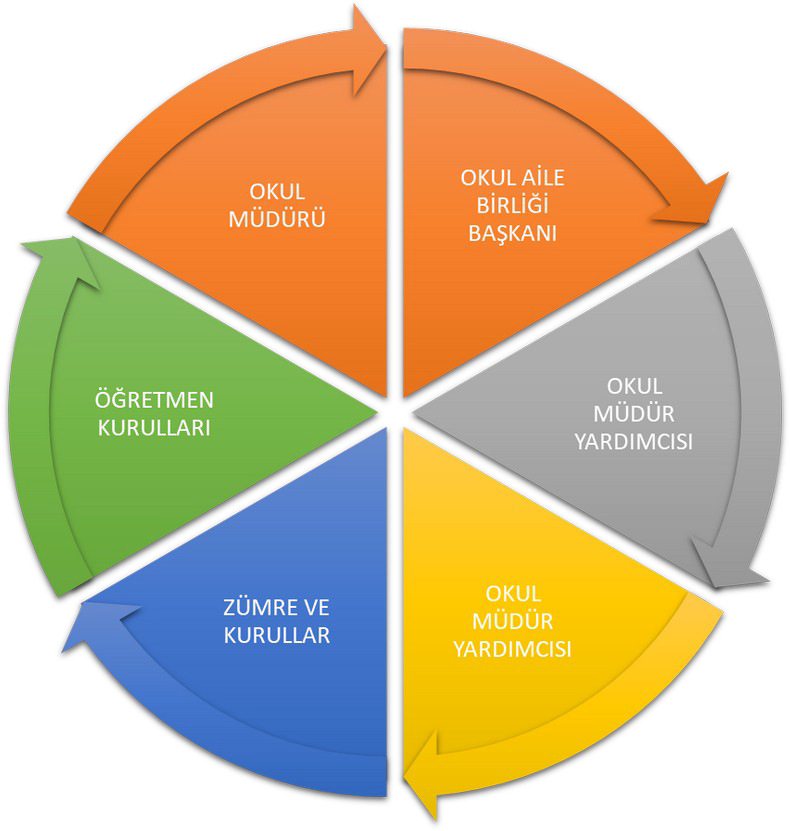 OKUL
MÜDÜRÜ
OKUL AİLE
BİRLİĞİ
BAŞKANI
OKUL
MÜDÜR
YARDIMCISI
OKUL
MÜDÜR
YARDIMCISI
ZÜMRE VE
KURULLAR
ÖĞRETMEN
KURULLARI